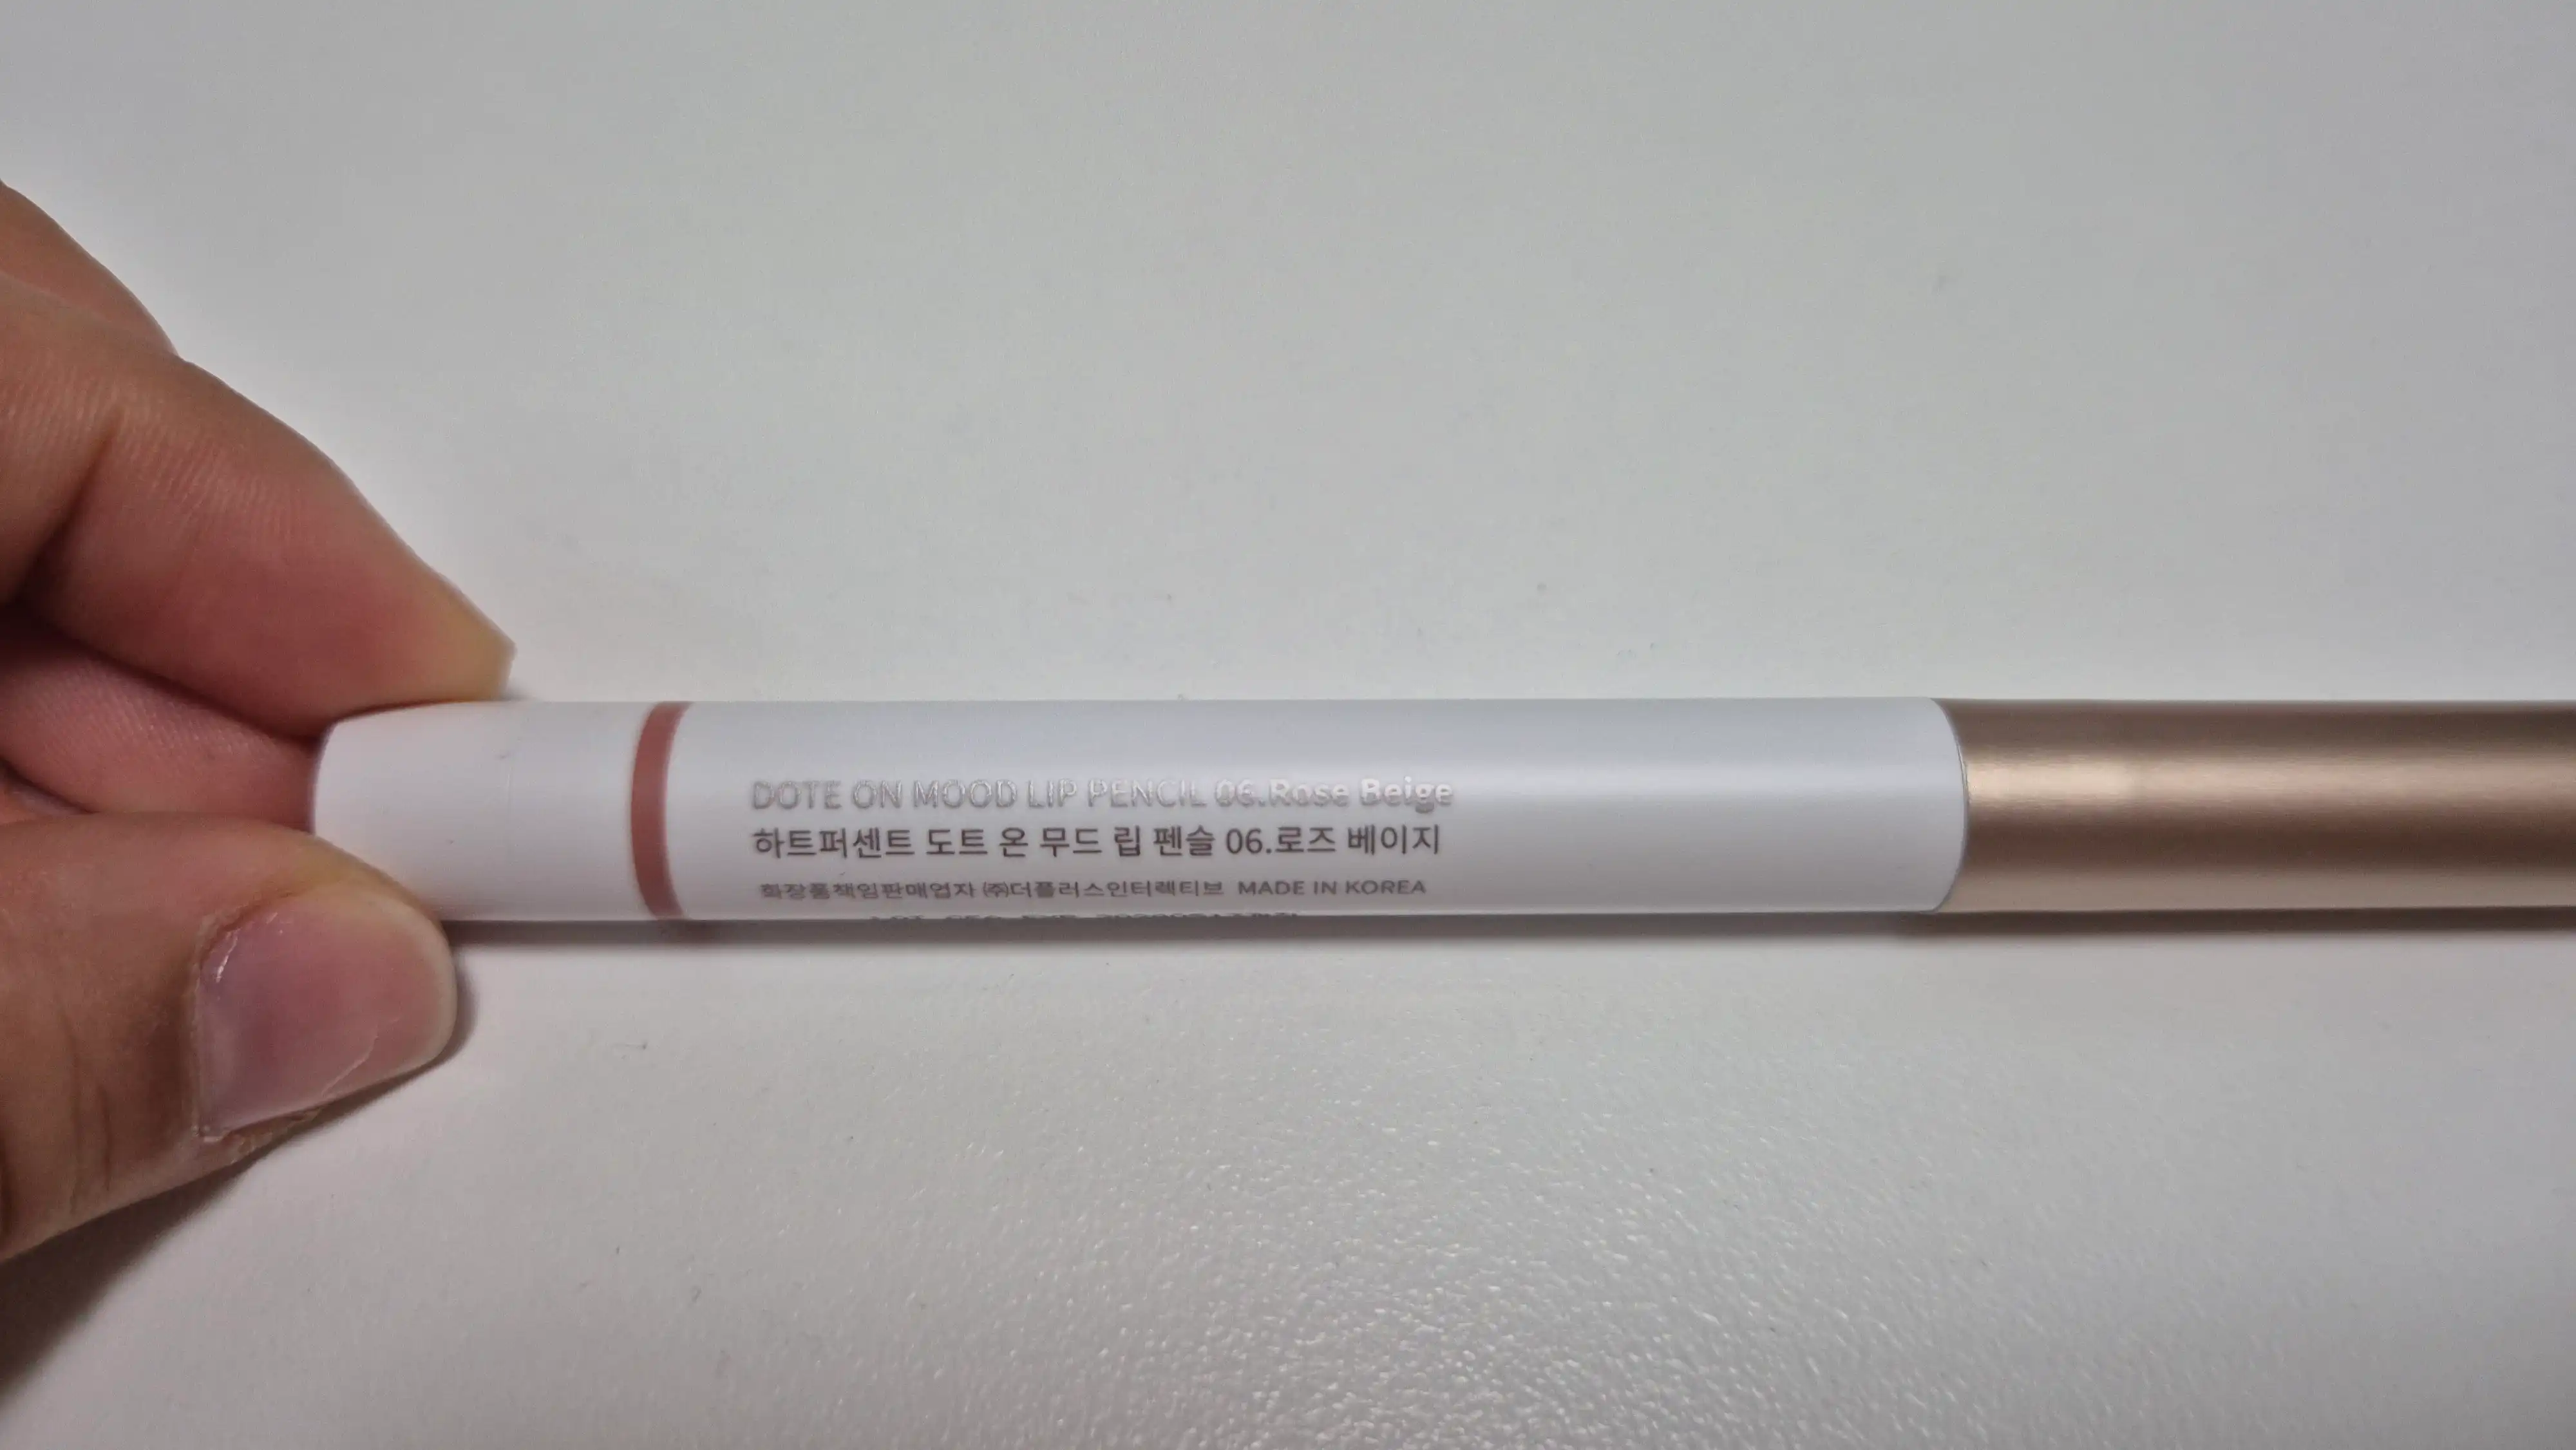 DOTE ON MOOD LIP PENCIL 06.Rose Beige
하트퍼센트 도트 온 무드 립 펜슬 06.로즈 베이지
화장품책임판매업자 ㈜더플러스인터렉티브 MADE IN KOREA